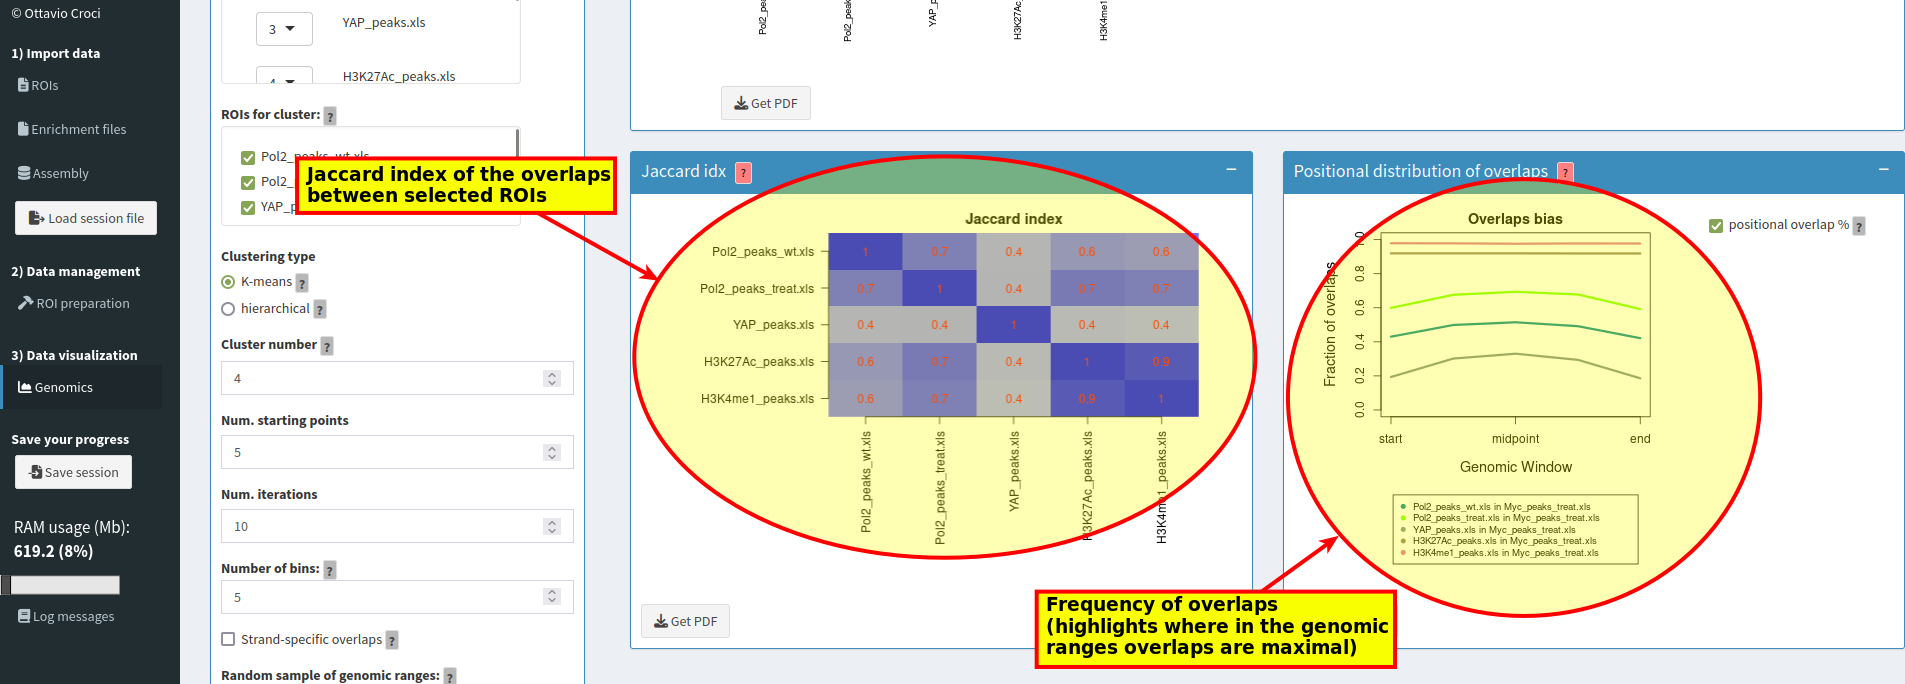 © Ottavio Croci
1) Import data
ROIs
Enrichment files
Assembly
Load session file
2) Data management
ROI preparation
3) Data visualization
Genomics
Save your progress
Save session
RAM usage (Mb):
619.2 (8%)
Log messages
3 YAP_peaks.xls
4 H3K27Ac_peaks.xls
ROIs for cluster: ?
Pol2_peaks_wt.xls
Pol2_
YAP_p
Clustering type
K-means ?
hierarchical ?
Cluster number ?
4
Num. starting points
5
Num. iterations
10
Number of bins: ?
5
Strand-specific overlaps ?
Random sample of genomic ranges: ?
Jaccard index of the overlaps
between selected ROIs
Pol2_pea
Pol2_peak
YAP_p
H3K27Ac_
H3K4me1
Get PDF
Jaccard idx ?
Jaccard index
Pol2_peaks_wt.xls 1 0.7 0.4 0.6 0.6
Pol2_peaks_treat.xls 0.7 1 0.4 0.7 0.7
YAP_peaks.xls 0.4 0.4 1 0.4 0.4
H3K27Ac_peaks.xls 0.6 0.7 0.4 1 0.9
H3K4me1_peaks.xls 0.6 0.7 0.4 0.9 1
Pol2_peaks_wt.xls
Pol2_peaks_treat.xls
YAP_peaks.xls
H3K27Ac_peaks.xls
H3K4me1_peaks.xls
Get PDF
Positional distribution of overlaps ?
positional overlap % ?
Overlaps bias
Fraction of overlaps
1.0
0.8
0.6
0.4
0.2
0.0
start midpoint end
Genomic Window
Pol2_peaks_wt.xls in Myc_peaks_treat.xls
Pol2_peaks_treat.xls in Myc_peaks_treat.xls
YAP_peaks.xls in Myc_peaks_treat.xls
H3K27Ac_peaks.xls in Myc_peaks_treat.xls
H3K4me1_peaks.xls in Myc_peaks_treat.xls
Frequency of overlaps
(highlights where in the genomic
ranges overlaps are maximal)